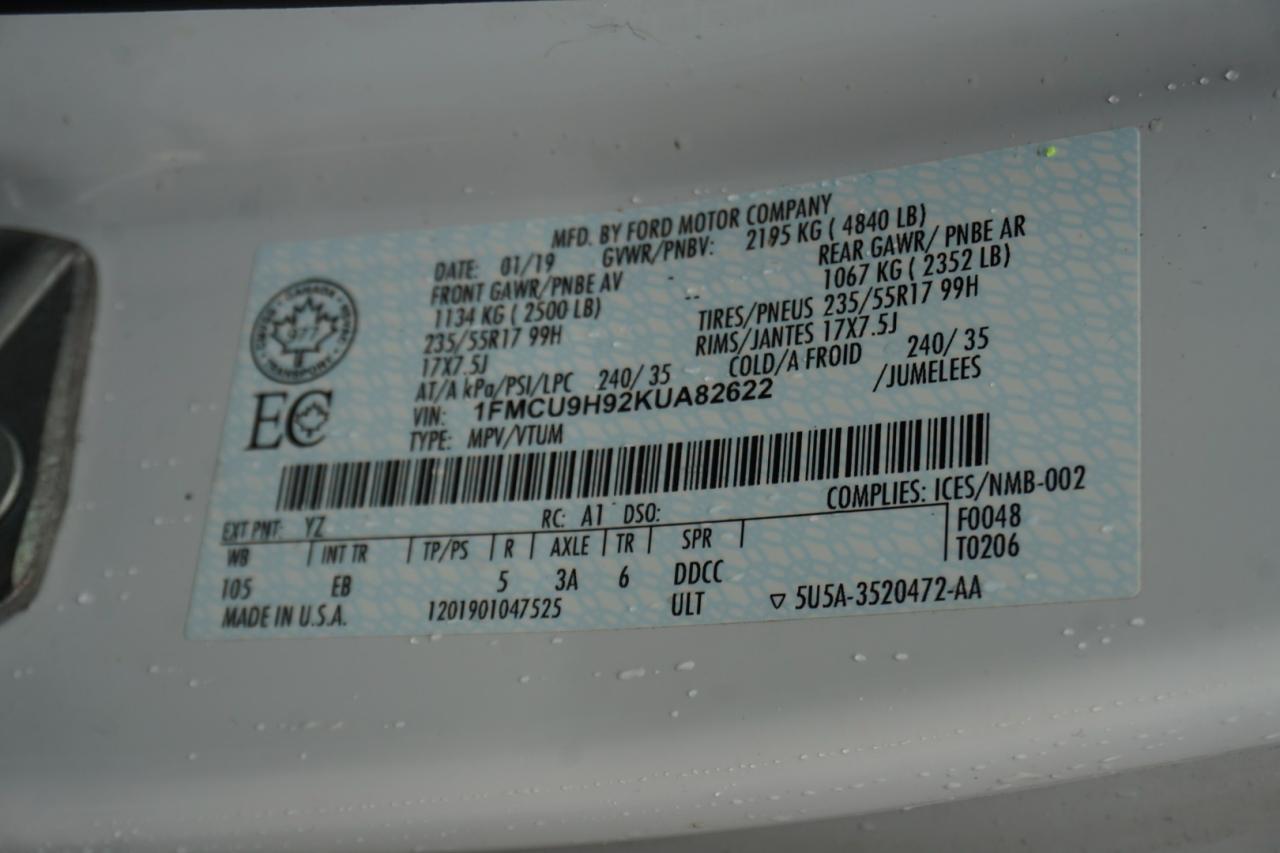 MFD. BY FORD MOTOR COMPANY
DATE: 01/19 GVWR/PNBV: 2195 KG ( 4840 LB)
FRONT GAWR/PNBE AV - REAR GAWR/ PNBE AR
1134 KG ( 2500 LB) -- 1067 KG ( 2352 LB)
235/55R17 99H TIRES/PNEUS 235/55R17 99H
17X7.5J RIMS/JANTES 17X7.5J
AT/A kPa/PSI/LPC 240/ 35 COLD/A FROID 240/ 35
VIN: 1FMCU9H92KUA82622 /JUMELEES
TYPE: MPV/VTUM
CANADA
TRANSPORT
377
EC
COMPLIES: ICES/NMB-002
EXT PNT: YZ RC: A1 DSO: F0048
WB INT TR TP/PS R AXLE TR SPR T0206
105 EB 5 3A 6 DDCC
MADE IN U.S.A. 1201901047525 ULT ▽ 5U5A-3520472-AA